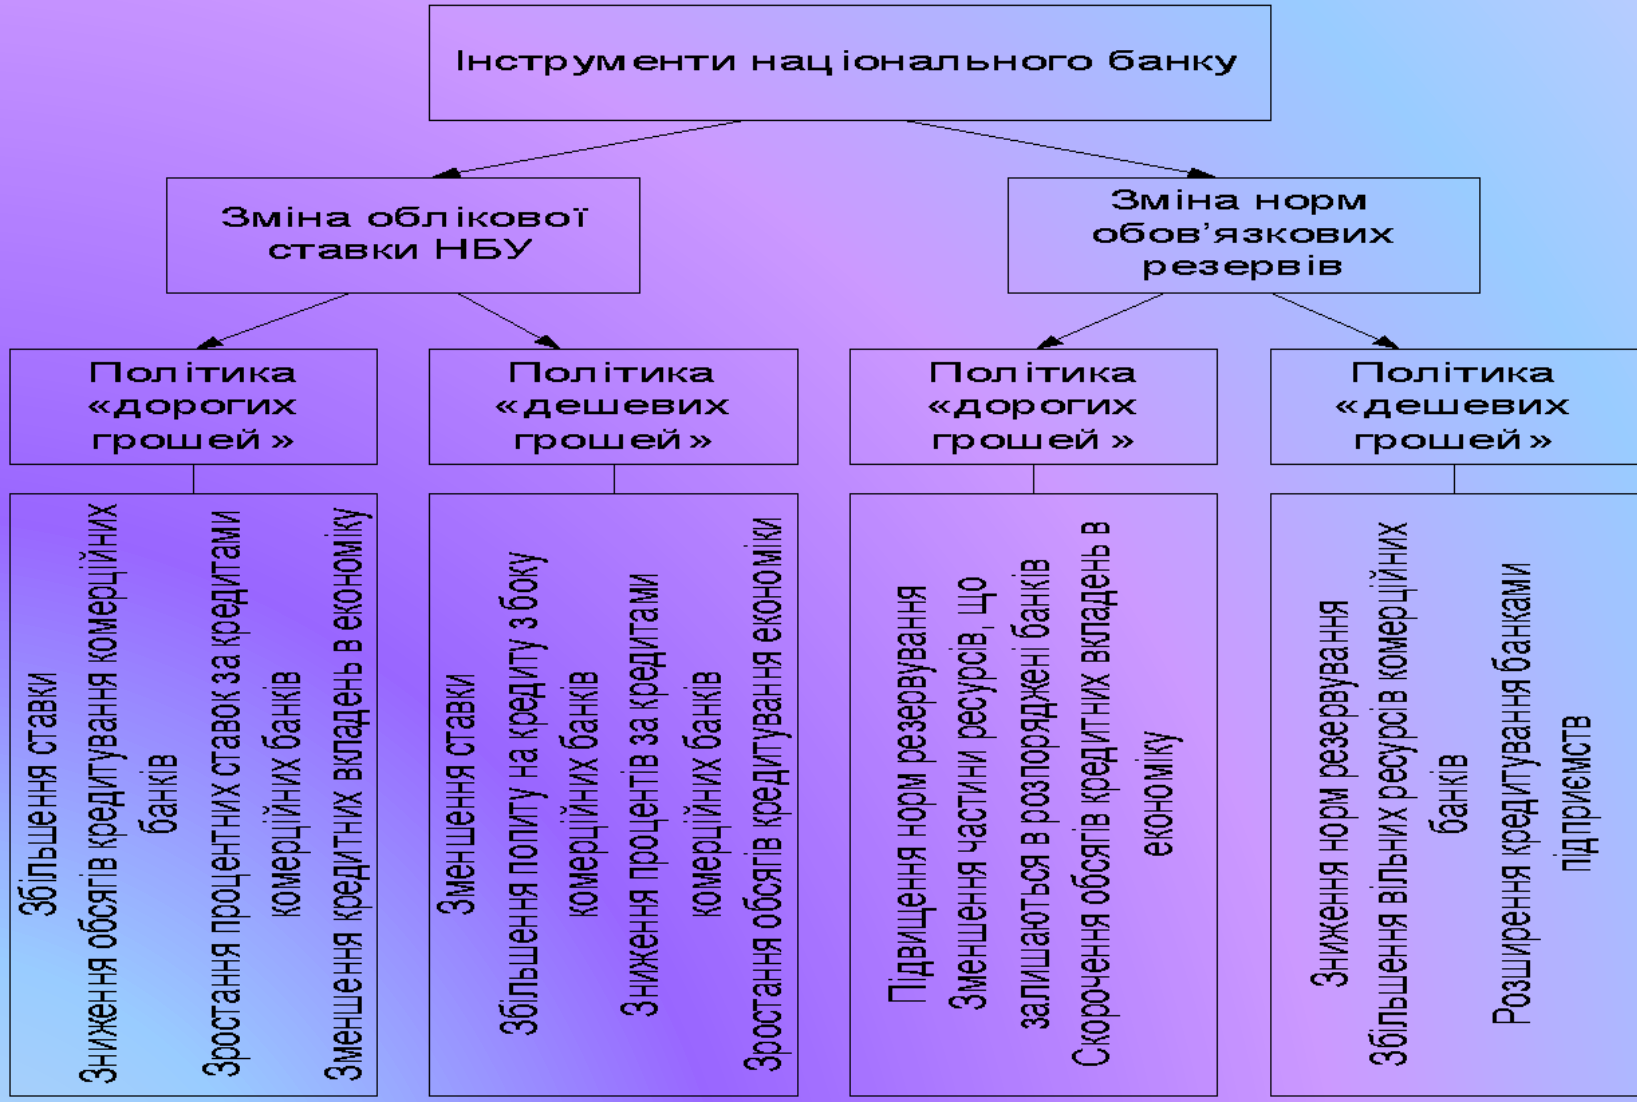 Інструменти національного банку
Зміна облікової
ставки НБУ
Зміна норм
обов’язкових
резервів
Політика
«дорогих
грошей»
Політика
«дешевих
грошей»
Політика
«дорогих
грошей»
Політика
«дешевих
грошей»
Збільшення ставки
Зниження обсягів кредитування комерційних
банків
Зростання процентних ставок за кредитами
комерційних банків
Зменшення кредитних вкладень в економіку
Зменшення ставки
Збільшення попиту на кредиту з боку
комерційних банків
Зниження процентів за кредитами
комерційних банків
Зростання обсягів кредитування економіки
Підвищення норм резервування
Зменшення частини ресурсів, що
залишаються в розпоряджені банків
Скорочення обсягів кредитних вкладень в
економіку
Зниження норм резервування
Збільшення вільних ресурсів комерційних
банків
Розширення кредитування банками
підприємств